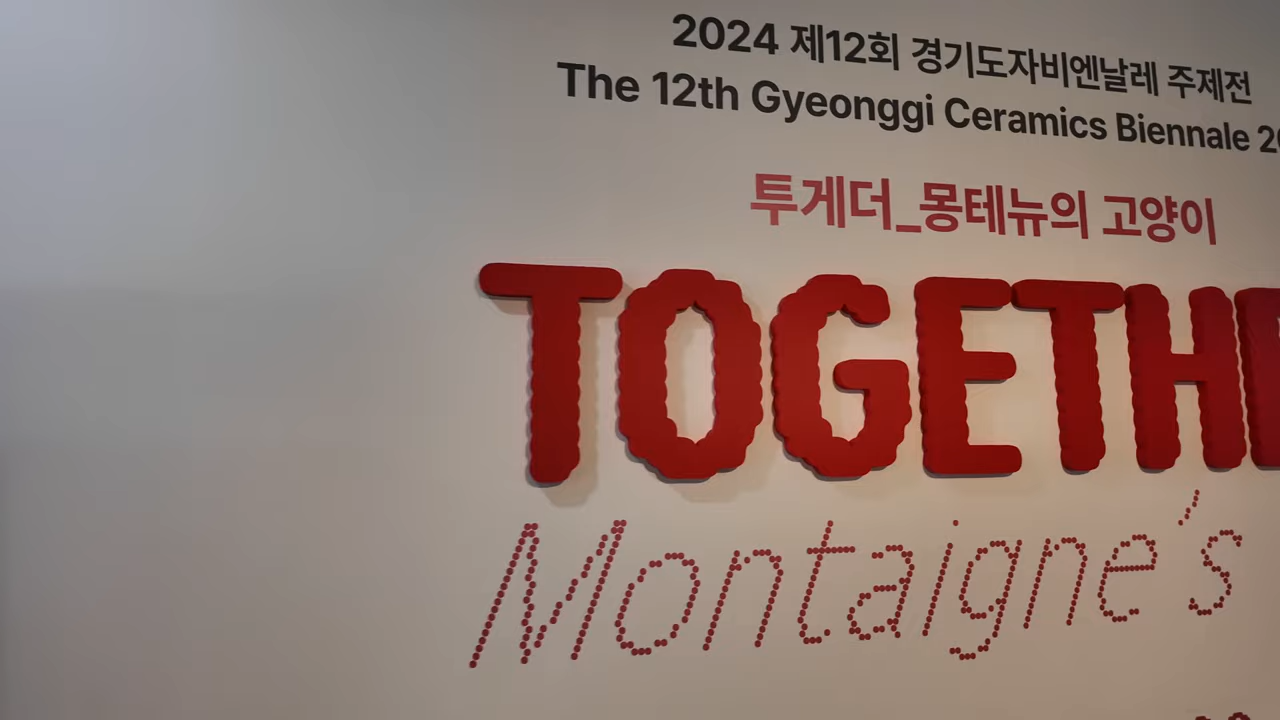 2024 제12회 경기도자비엔날레 주제전
The 12th Gyeonggi Ceramics Biennale
투게더_몽테뉴의 고양이
TOGETHE
Montaigne's